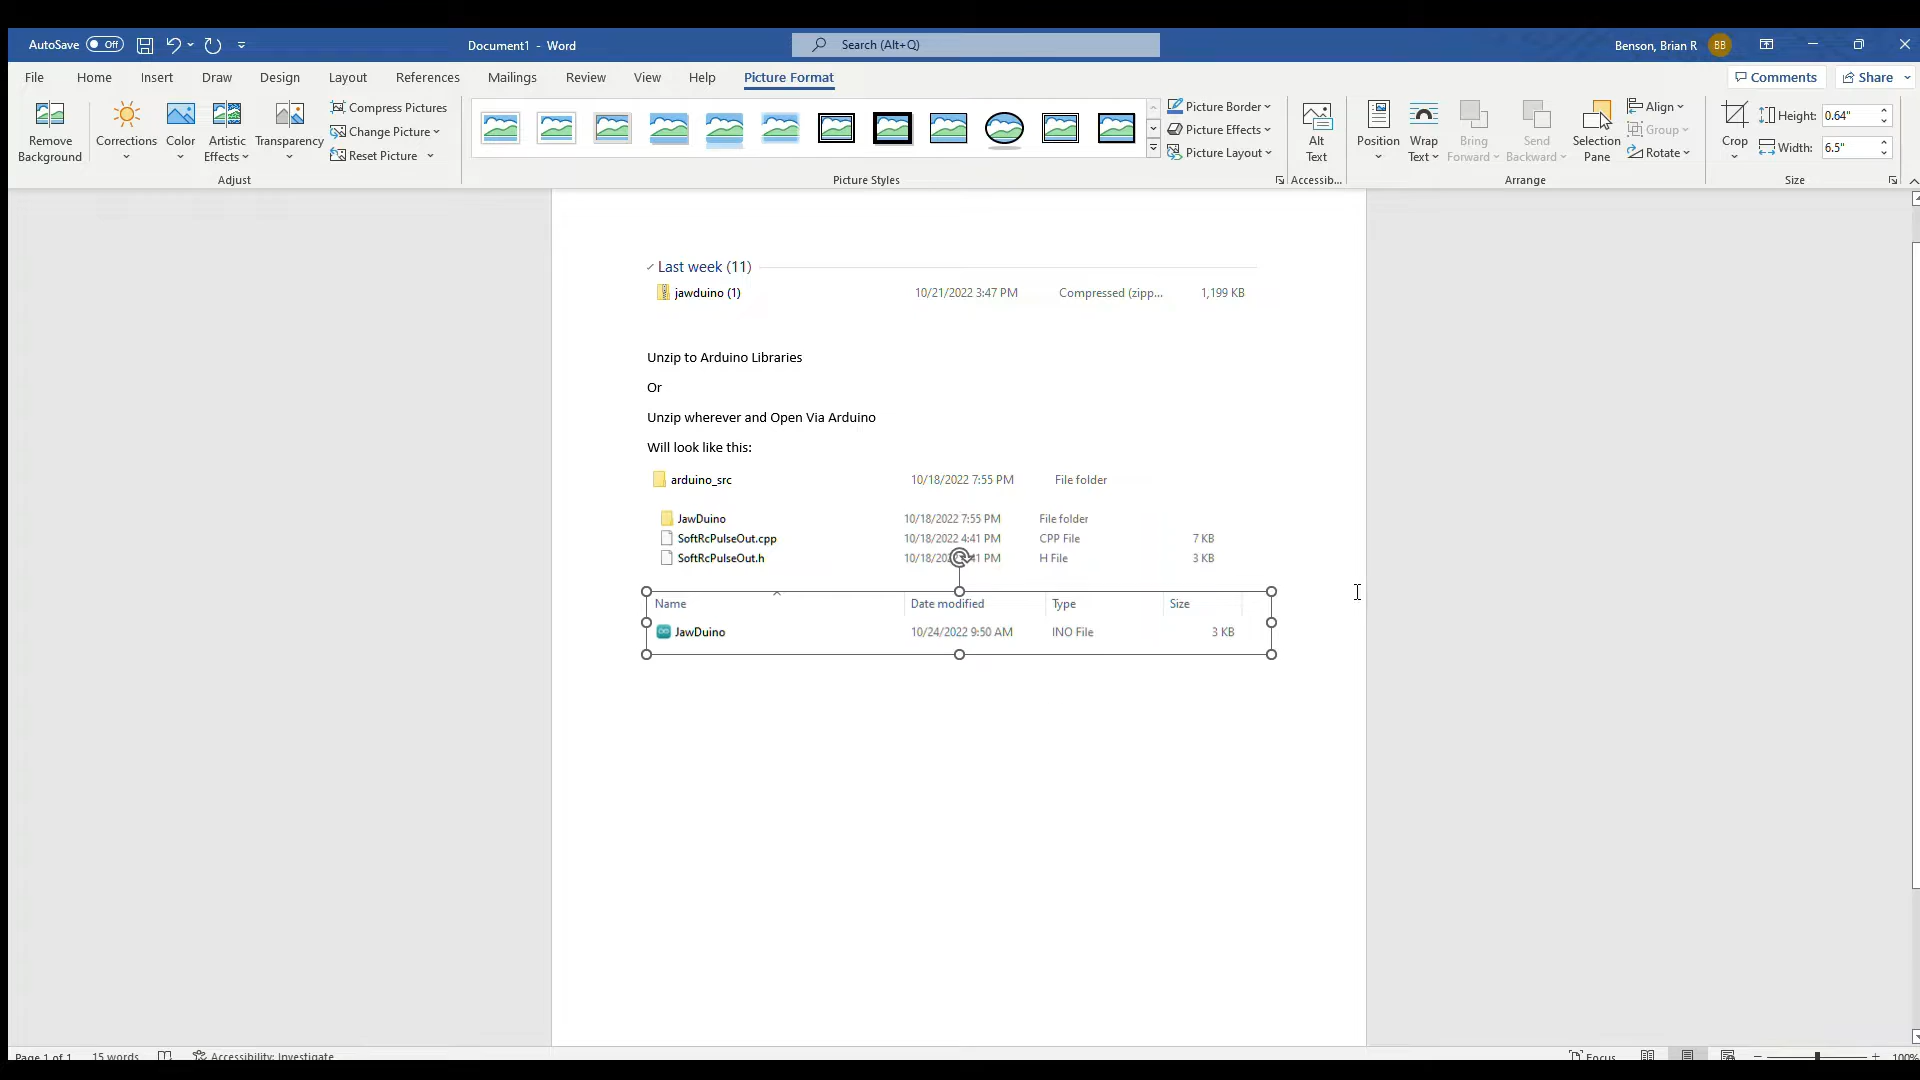 AutoSave Off Document1 - Word Search (Alt+Q) Benson, Brian R BB
File Home Insert Draw Design Layout References Mailings Review View Help Picture Format Comments Share
Remove Background
Corrections
Color
Artistic Effects
Transparency
Compress Pictures
Change Picture
Reset Picture
Adjust
Picture Styles
Picture Border
Picture Effects
Picture Layout
Alt Text
Accessib...
Position
Wrap Text
Bring Forward
Send Backward
Selection Pane
Align
Group
Rotate
Arrange
Crop
Height: 0.64"
Width: 6.5"
Size
Last week (11)
jawduino (1) 10/21/2022 3:47 PM Compressed (zipp... 1,199 KB
Unzip to Arduino Libraries
Or
Unzip wherever and Open Via Arduino
Will look like this:
arduino_src 10/18/2022 7:55 PM File folder
JawDuino 10/18/2022 7:55 PM File folder
SoftRcPulseOut.cpp 10/18/2022 4:41 PM CPP File 7 KB
SoftRcPulseOut.h 10/18/20 41 PM H File 3 KB
Name Date modified Type Size
JawDuino 10/24/2022 9:50 AM INO File 3 KB
Page 1 of 1 15 words Accessibility: Investigate Focus 100%